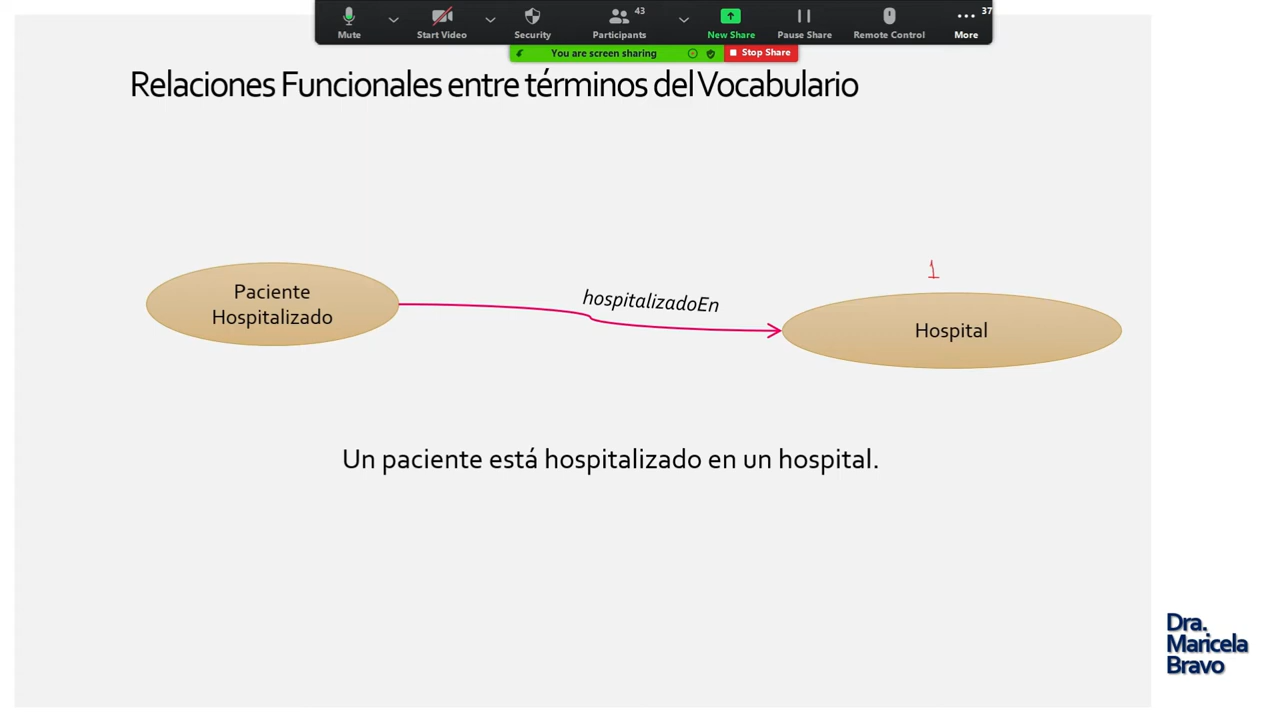 43
37
Mute
Start Video
Security
Participants
New Share
Pause Share
Remote Control
More
You are screen sharing
Stop Share
Relaciones Funcionales entre términos del Vocabulario
1
Paciente
Hospitalizado
hospitalizadoEn
Hospital
Un paciente está hospitalizado en un hospital.
Dra.
Maricela
Bravo